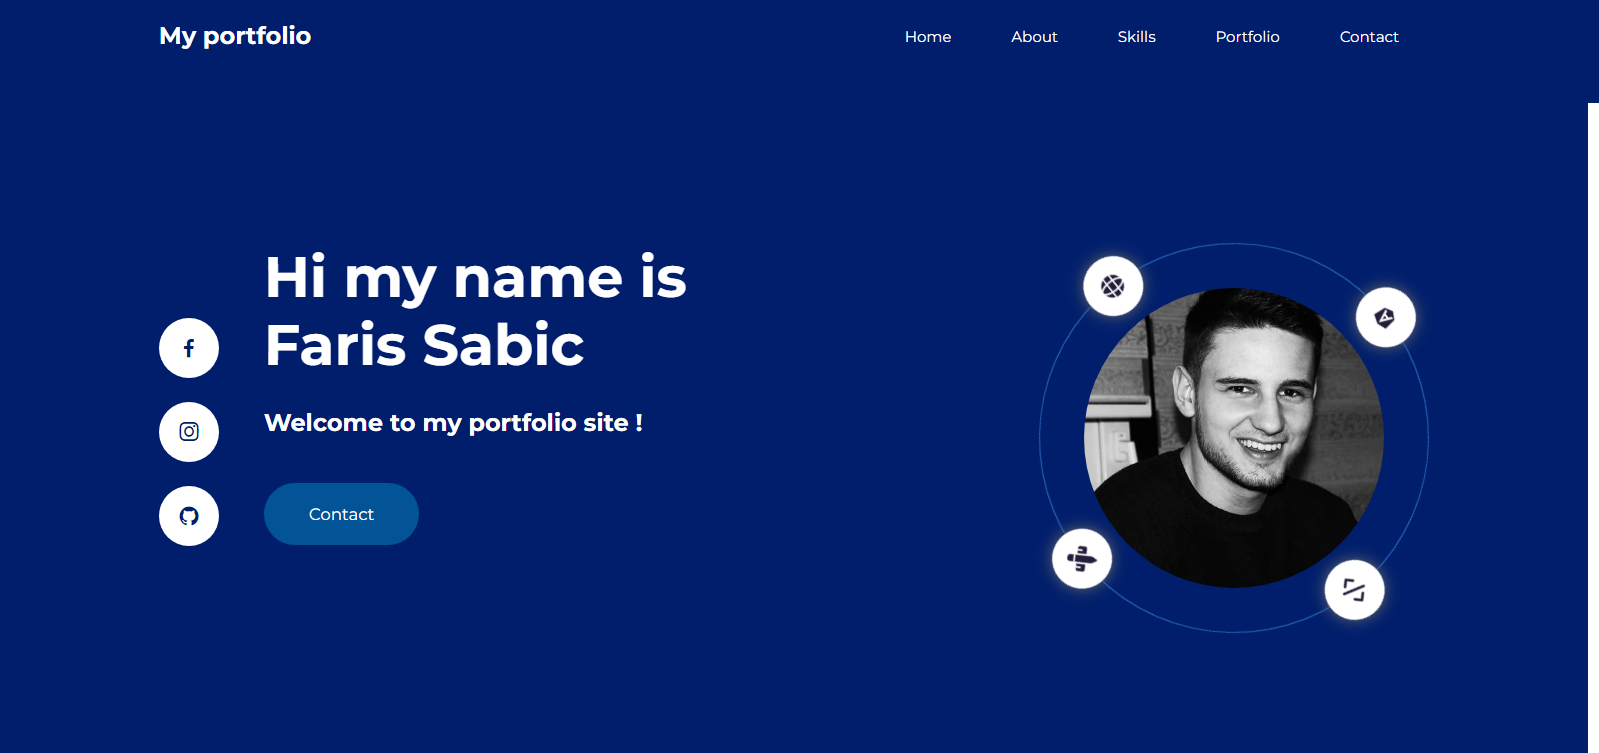 My portfolio
Home About Skills Portfolio Contact
Hi my name is
Faris Sabic
Welcome to my portfolio site !
Contact